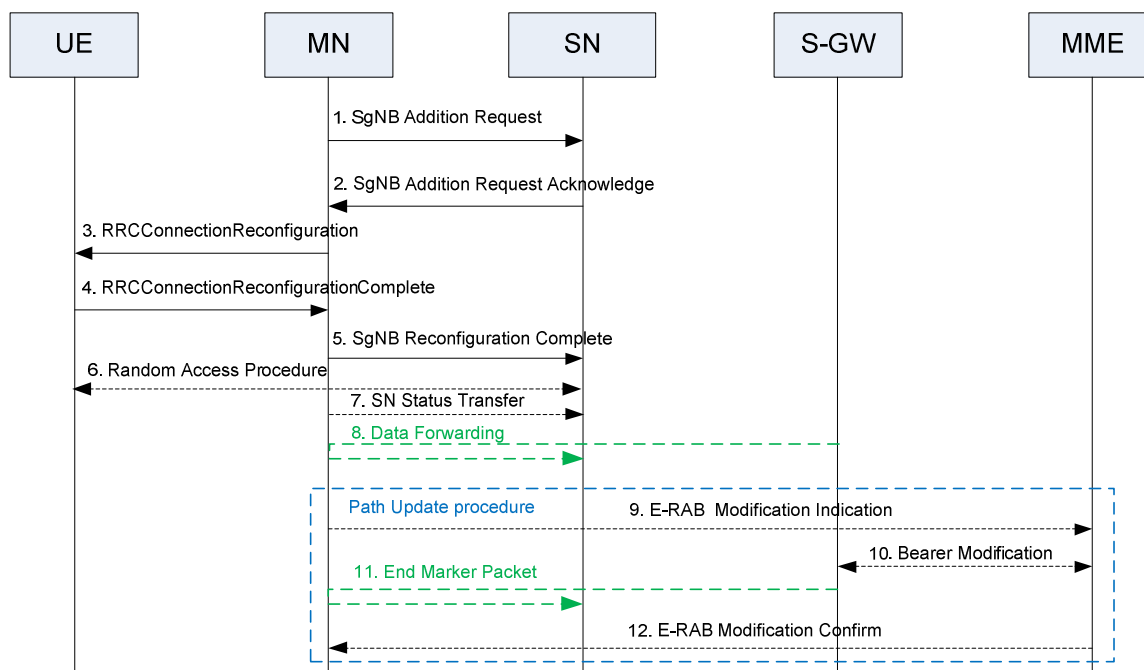 UE
MN
SN
S-GW
MME
1. SgNB Addition Request
2. SgNB Addition Request Acknowledge
3. RRCConnectionReconfiguration
4. RRCConnectionReconfigurationComplete
5. SgNB Reconfiguration Complete
6. Random Access Procedure
7. SN Status Transfer
8. Data Forwarding
Path Update procedure
9. E-RAB Modification Indication
10. Bearer Modification
11. End Marker Packet
12. E-RAB Modification Confirm